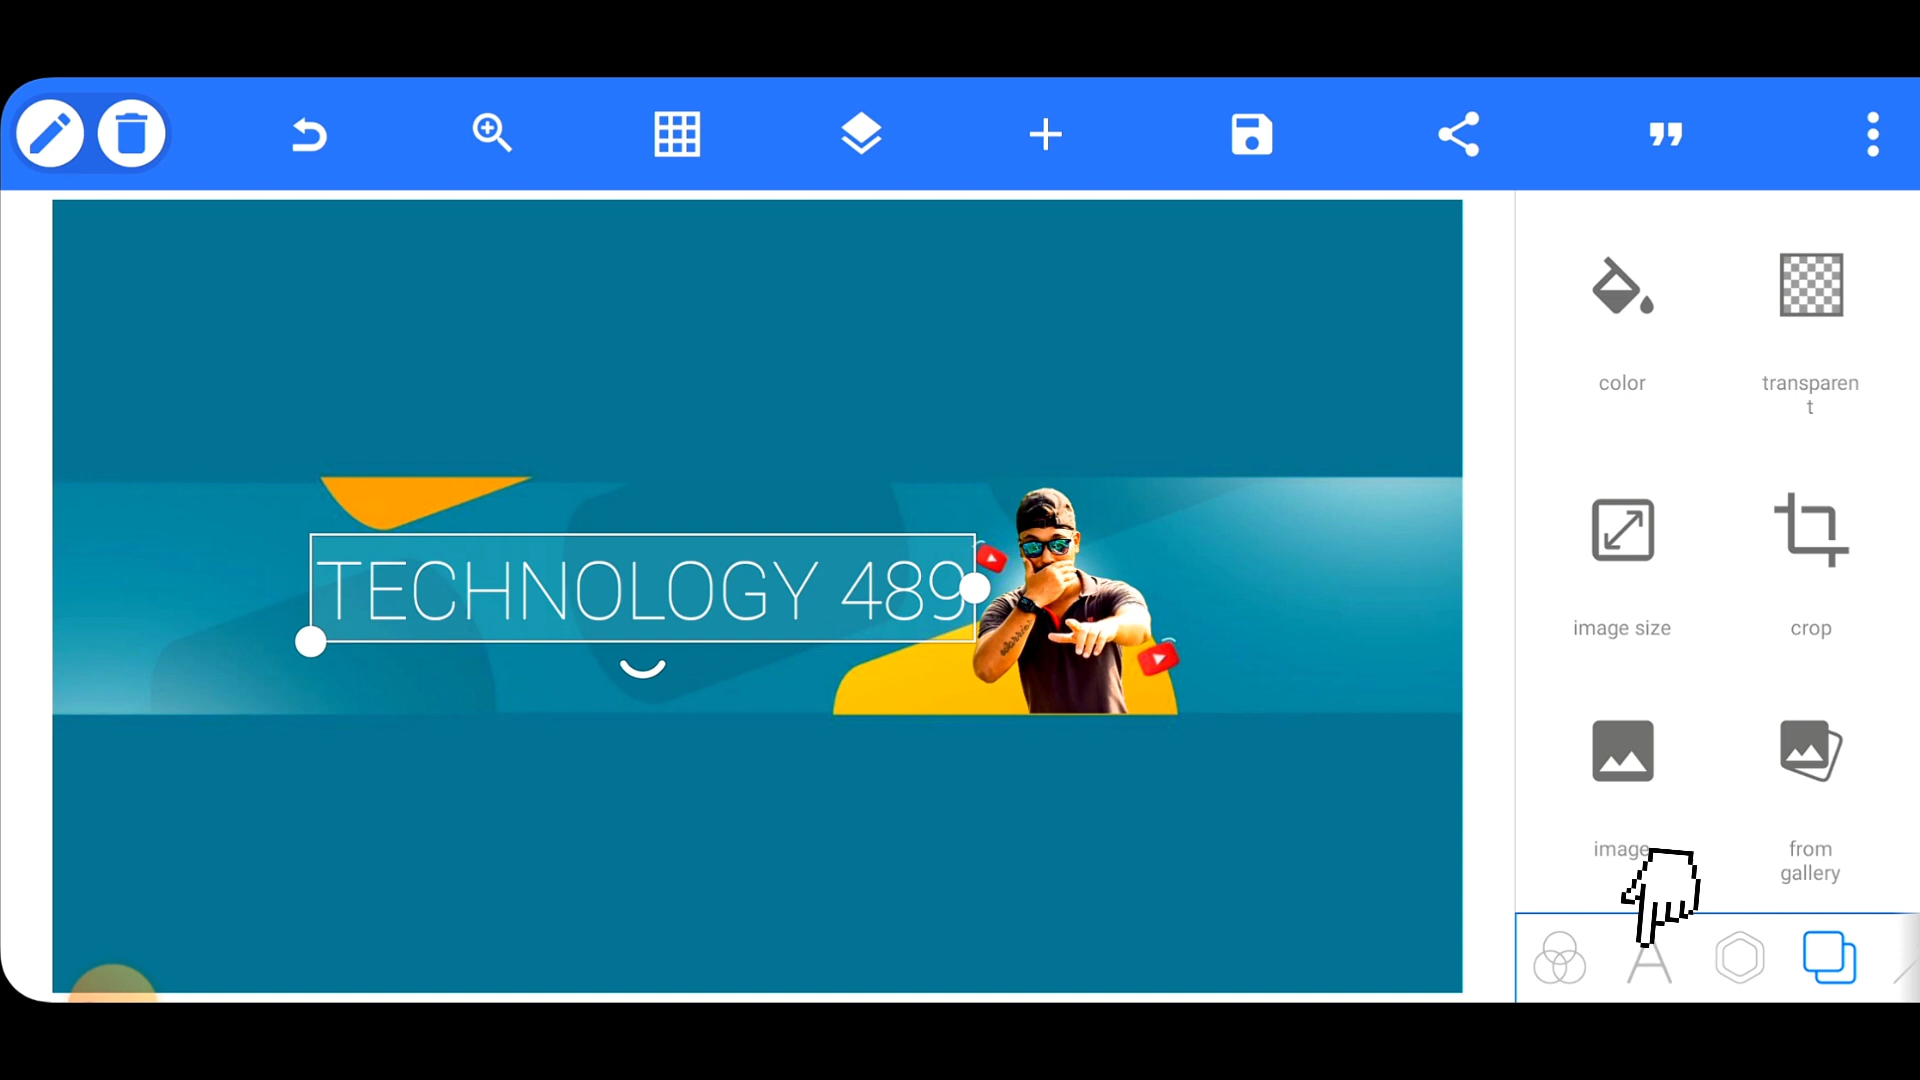 color
transparen
t
TECHNOLOGY 489
image size
crop
image
from
gallery